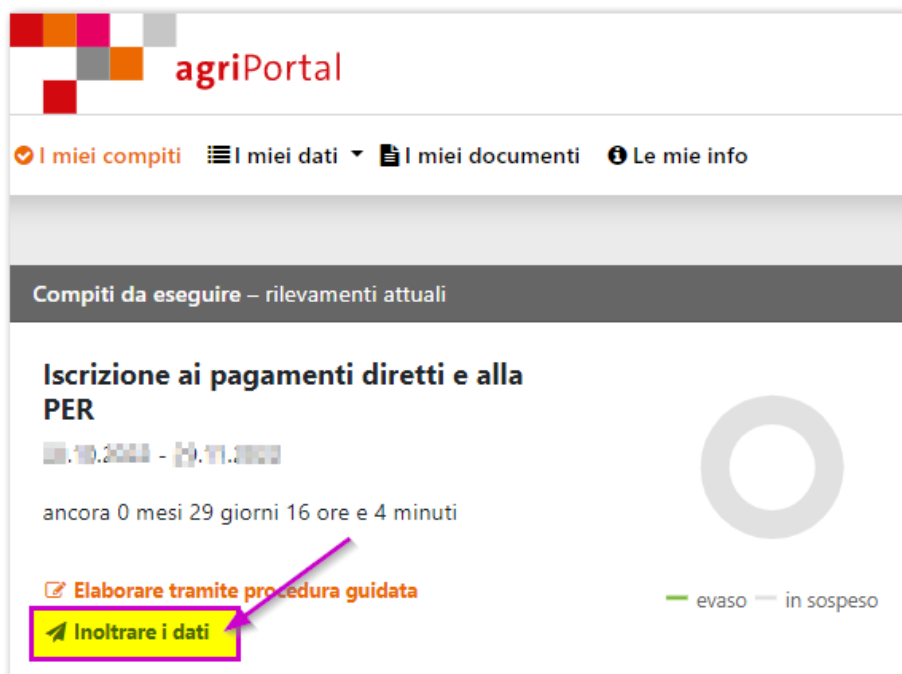 agriPortal
I miei compiti I miei dati I miei documenti Le mie info
Compiti da eseguire – rilevamenti attuali
Iscrizione ai pagamenti diretti e alla
PER
.10. - .11.
ancora 0 mesi 29 giorni 16 ore e 4 minuti
Elaborare tramite procedura guidata
evaso in sospeso
Inoltrare i dati